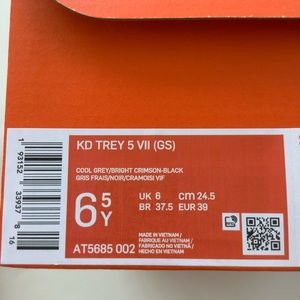 KD TREY 5 VII (GS)
COOL GREY/BRIGHT CRIMSON-BLACK
GRIS FRAIS/NOIR/CRAMOISI VIF
6 5 Y
UK 6 CM 24.5
BR 37.5 EUR 39
AT5685 002
MADE IN VIETNAM /
FABRIQUE AU VIETNAM /
FABRICADO NO VIETNAM /
HECHO EN VIETNAM
1 93152 33937 8 16